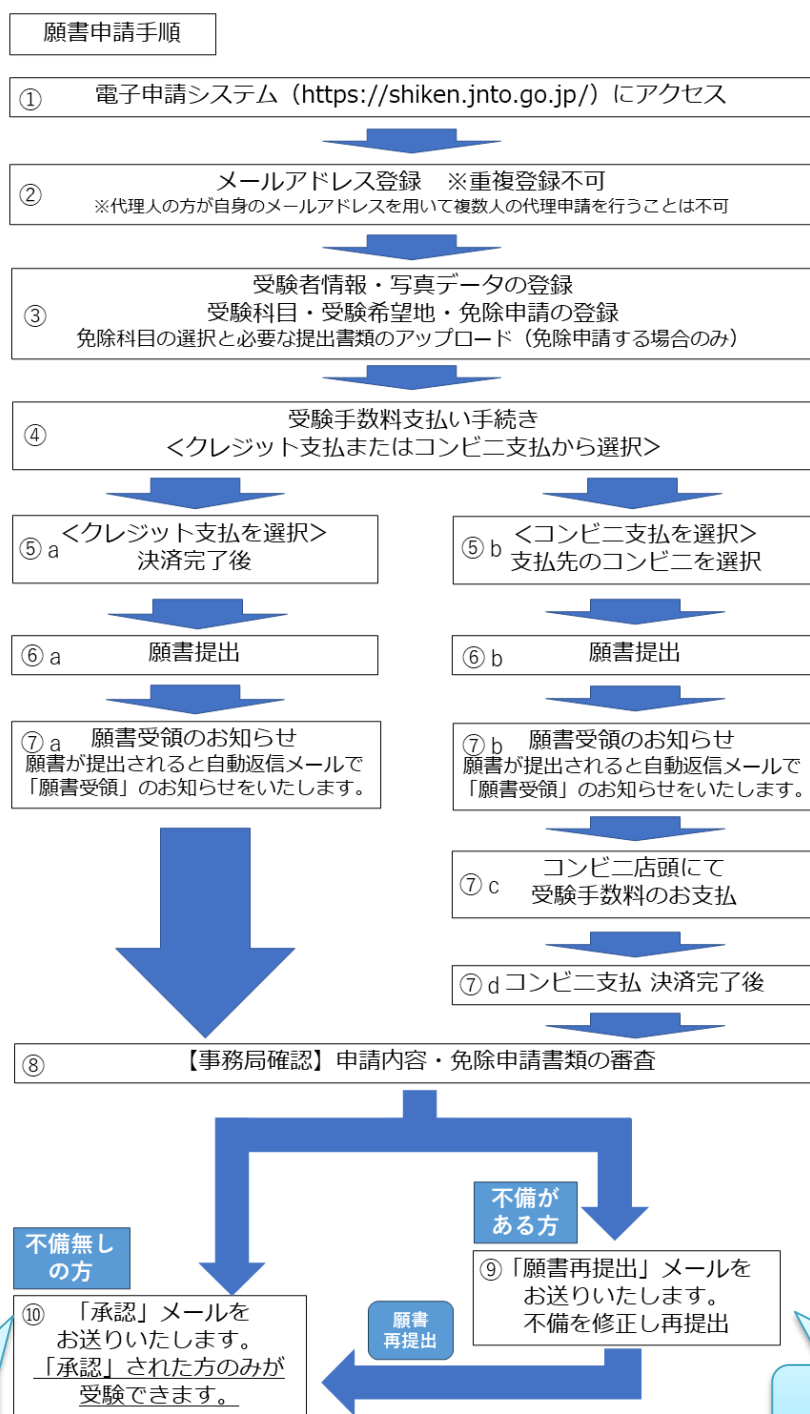 願書申請手順
① 電子申請システム（https://shiken.jnto.go.jp/）にアクセス
② メールアドレス登録　※重複登録不可
※代理人の方が自身のメールアドレスを用いて複数人の代理申請を行うことは不可
③ 受験者情報・写真データの登録
受験科目・受験希望地・免除申請の登録
免除科目の選択と必要な提出書類のアップロード（免除申請する場合のみ）
④ 受験手数料支払い手続き
＜クレジット支払またはコンビニ支払から選択＞
⑤ a ＜クレジット支払を選択＞
決済完了後
⑥ a 願書提出
⑦ a 願書受領のお知らせ
願書が提出されると自動返信メールで
「願書受領」のお知らせをいたします。
⑤ b ＜コンビニ支払を選択＞
支払先のコンビニを選択
⑥ b 願書提出
⑦ b 願書受領のお知らせ
願書が提出されると自動返信メールで
「願書受領」のお知らせをいたします。
⑦ c コンビニ店頭にて
受験手数料のお支払
⑦ d コンビニ支払 決済完了後
⑧ 【事務局確認】申請内容・免除申請書類の審査
不備が
ある方
⑨「願書再提出」メールを
お送りいたします。
不備を修正し再提出
願書
再提出
不備無し
の方
⑩ 「承認」メールを
お送りいたします。
「承認」された方のみが
受験できます。